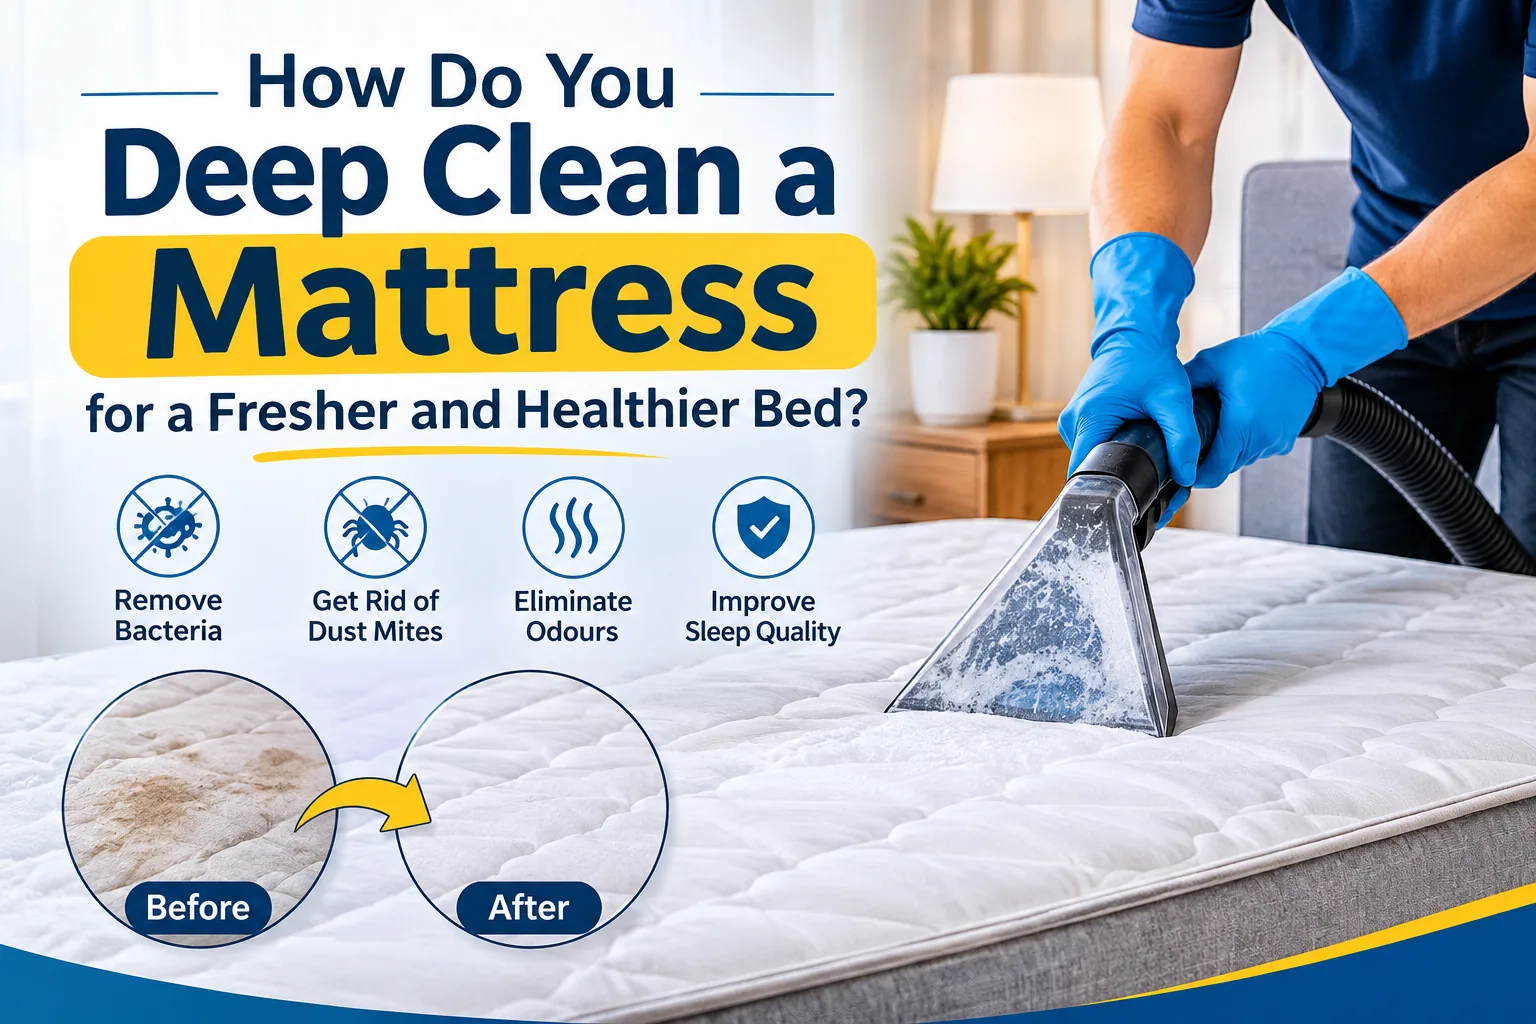 How Do You
Deep Clean a
Mattress
for a Fresher and Healthier Bed?
Remove
Bacteria
Get Rid of
Dust Mites
Eliminate
Odours
Improve
Sleep Quality
Before
After